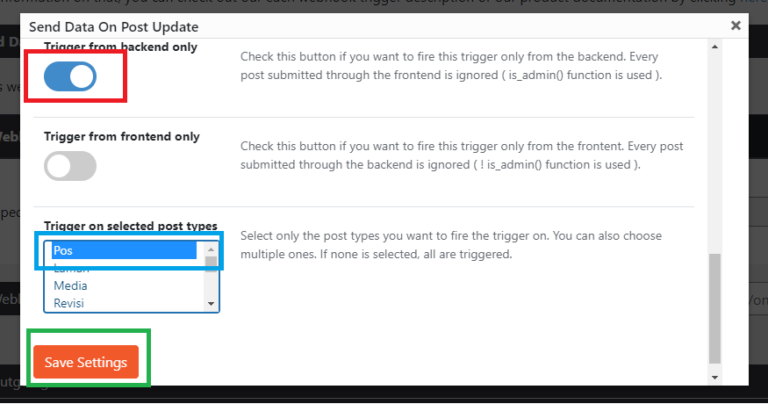 Send Data On Post Update
×
Trigger from backend only
Check this button if you want to fire this trigger only from the backend. Every
post submitted through the frontend is ignored ( is_admin() function is used ).
Trigger from frontend only
Check this button if you want to fire this trigger only from the frontent. Every post
submitted through the backend is ignored ( ! is_admin() function is used ).
Trigger on selected post types
Select only the post types you want to fire the trigger on. You can also choose
multiple ones. If none is selected, all are triggered.
Pos
Laman
Media
Revisi
Save Settings